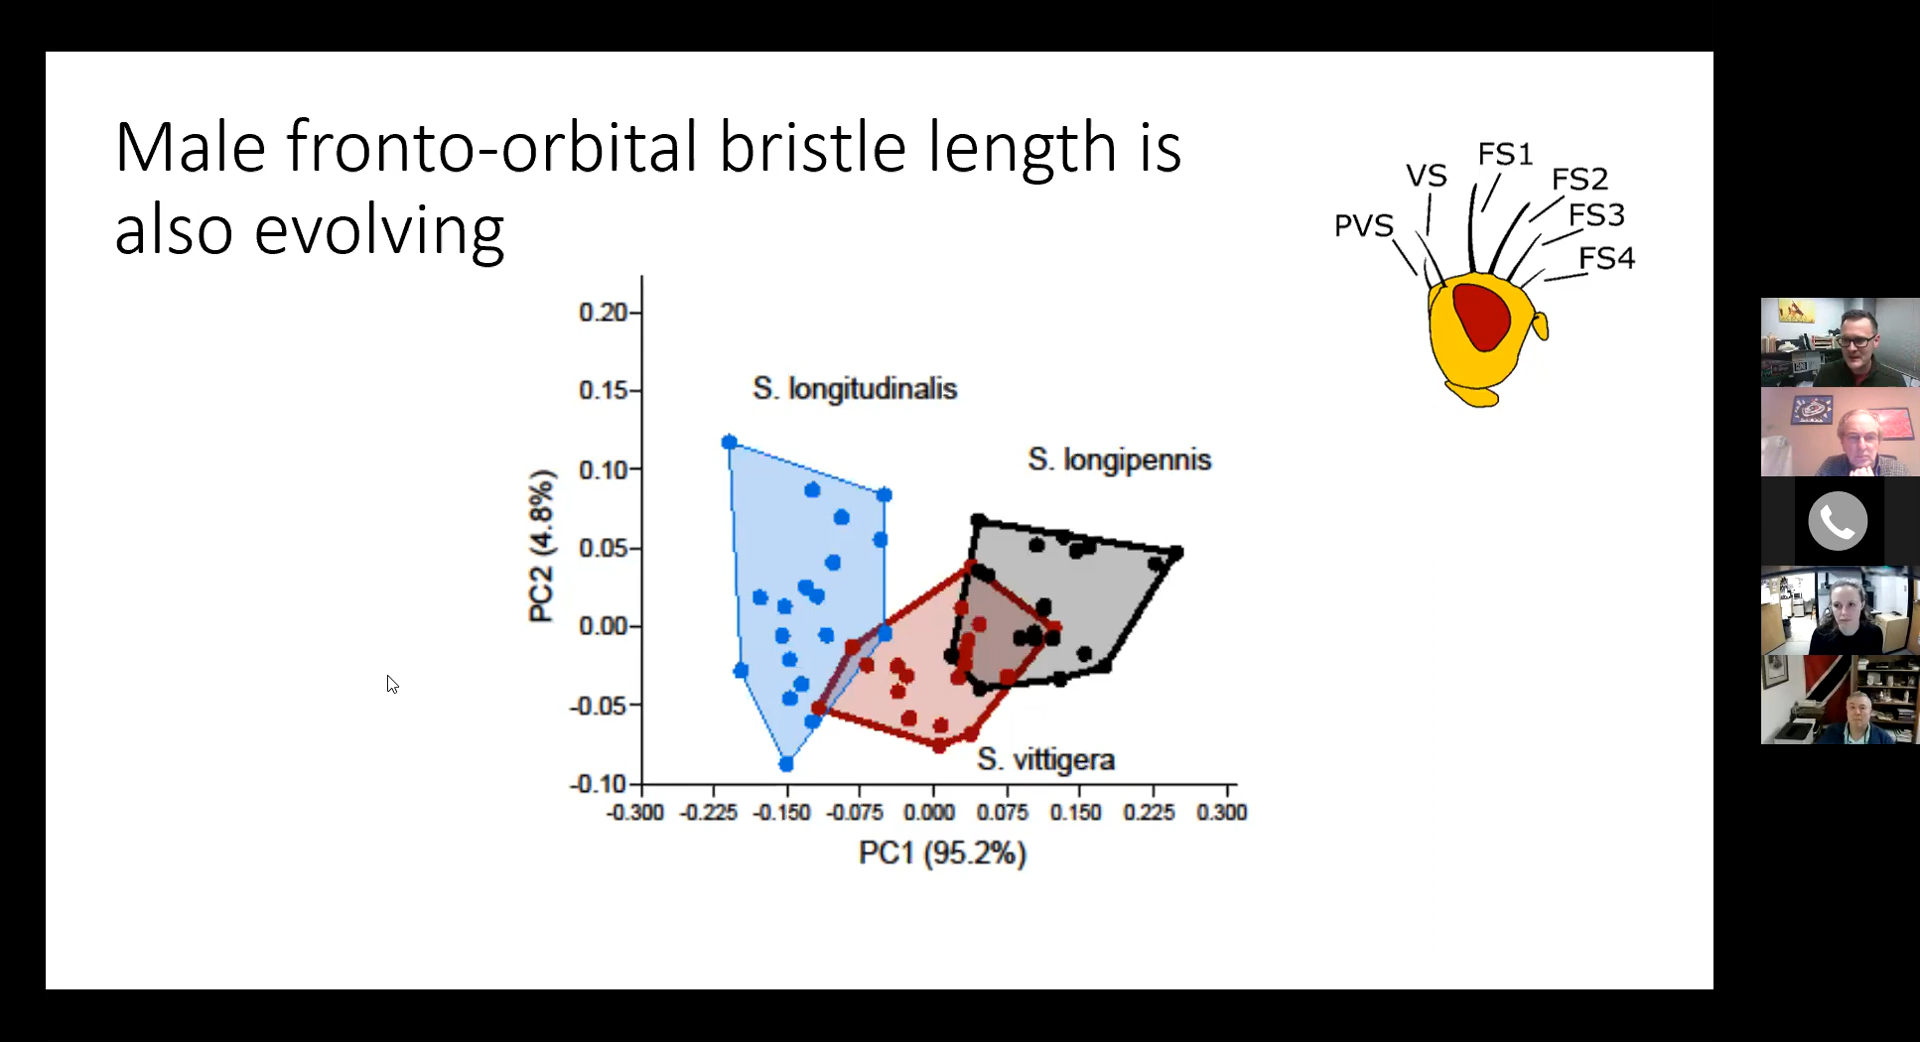 Male fronto-orbital bristle length is
also evolving
FS1
VS
FS2
PVS
FS3
FS4
0.20
0.15
0.10
0.05
0.00
-0.05
-0.10
PC2 (4.8%)
S. longitudinalis
S. longipennis
S. vittigera
-0.300 -0.225 -0.150 -0.075 0.000 0.075 0.150 0.225 0.300
PC1 (95.2%)